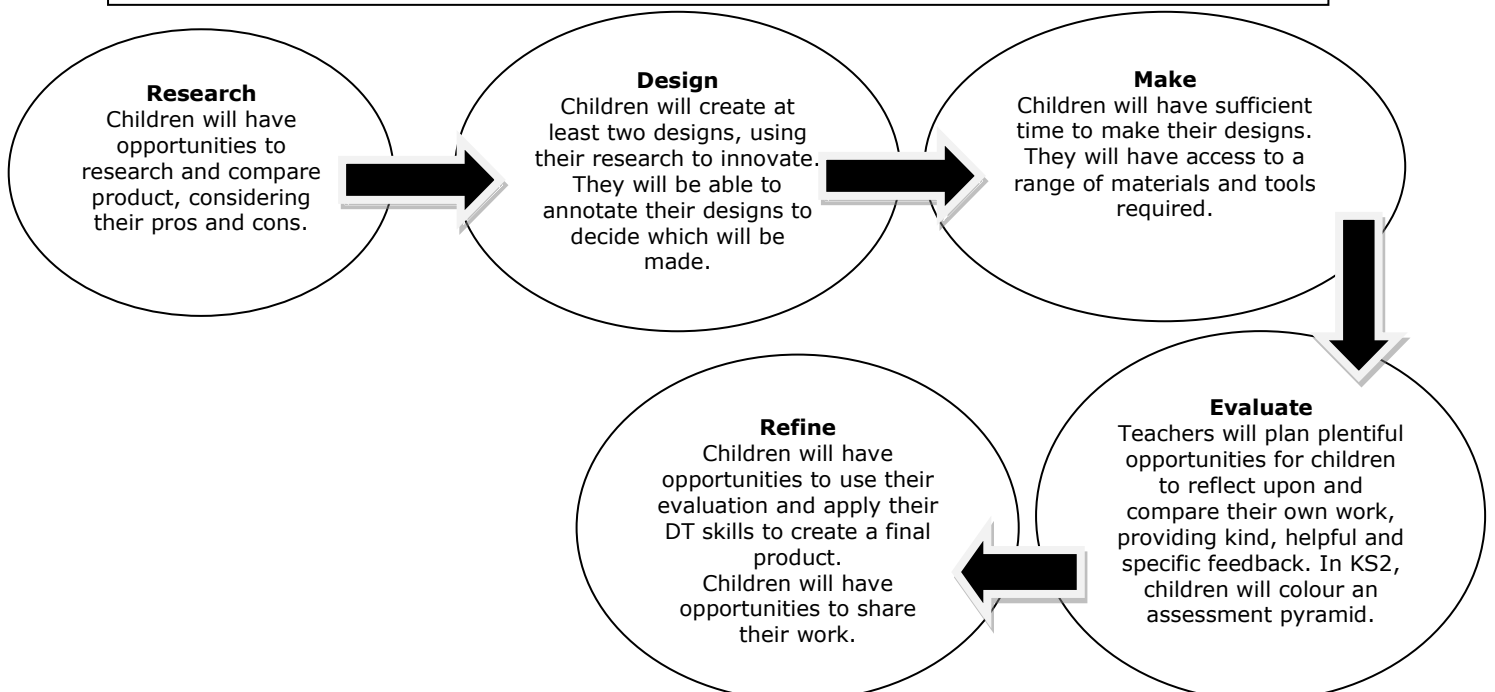 Research
Children will have
opportunities to
research and compare
product, considering
their pros and cons.
Design
Children will create at
least two designs, using
their research to innovate.
They will be able to
annotate their designs to
decide which will be
made.
Make
Children will have sufficient
time to make their designs.
They will have access to a
range of materials and tools
required.
Evaluate
Teachers will plan plentiful
opportunities for children
to reflect upon and
compare their own work,
providing kind, helpful and
specific feedback. In KS2,
children will colour an
assessment pyramid.
Refine
Children will have
opportunities to use their
evaluation and apply their
DT skills to create a final
product.
Children will have
opportunities to share
their work.